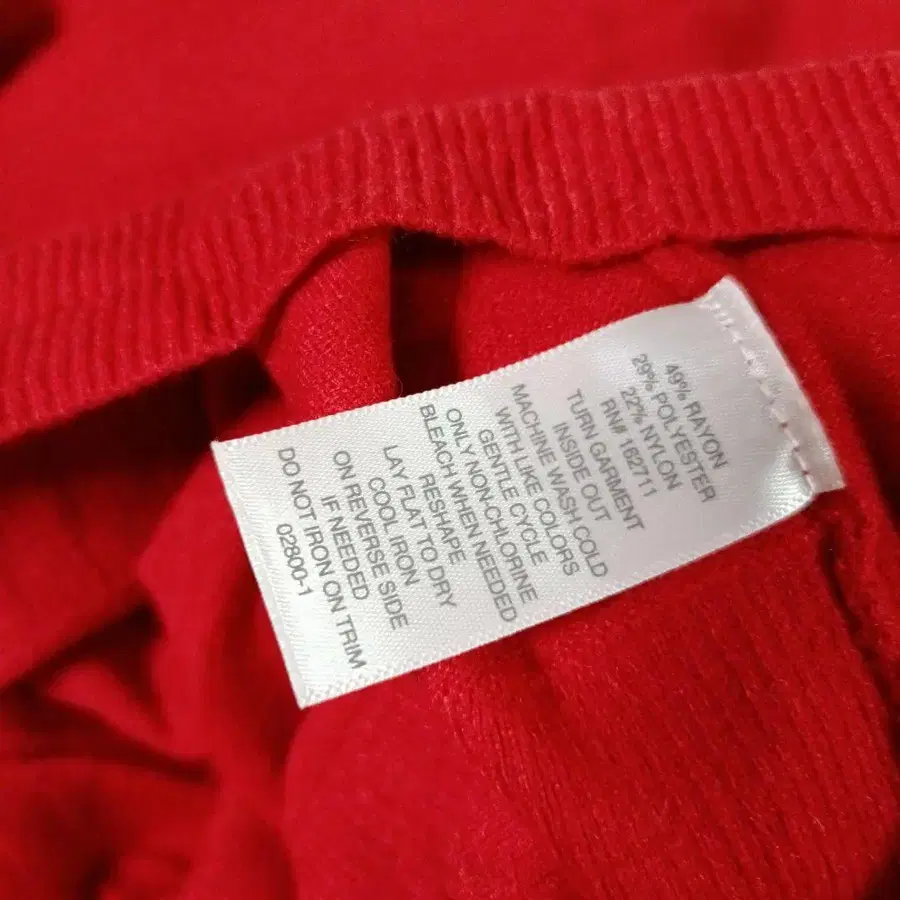 49% RAYON
29% POLYESTER
22% NYLON
RN# 162711
TURN GARMENT
INSIDE OUT
MACHINE WASH COLD
WITH LIKE COLORS
GENTLE CYCLE
ONLY NON-CHLORINE
BLEACH WHEN NEEDED
RESHAPE
LAY FLAT TO DRY
COOL IRON
ON REVERSE SIDE
IF NEEDED
DO NOT IRON ON TRIM
02800-1